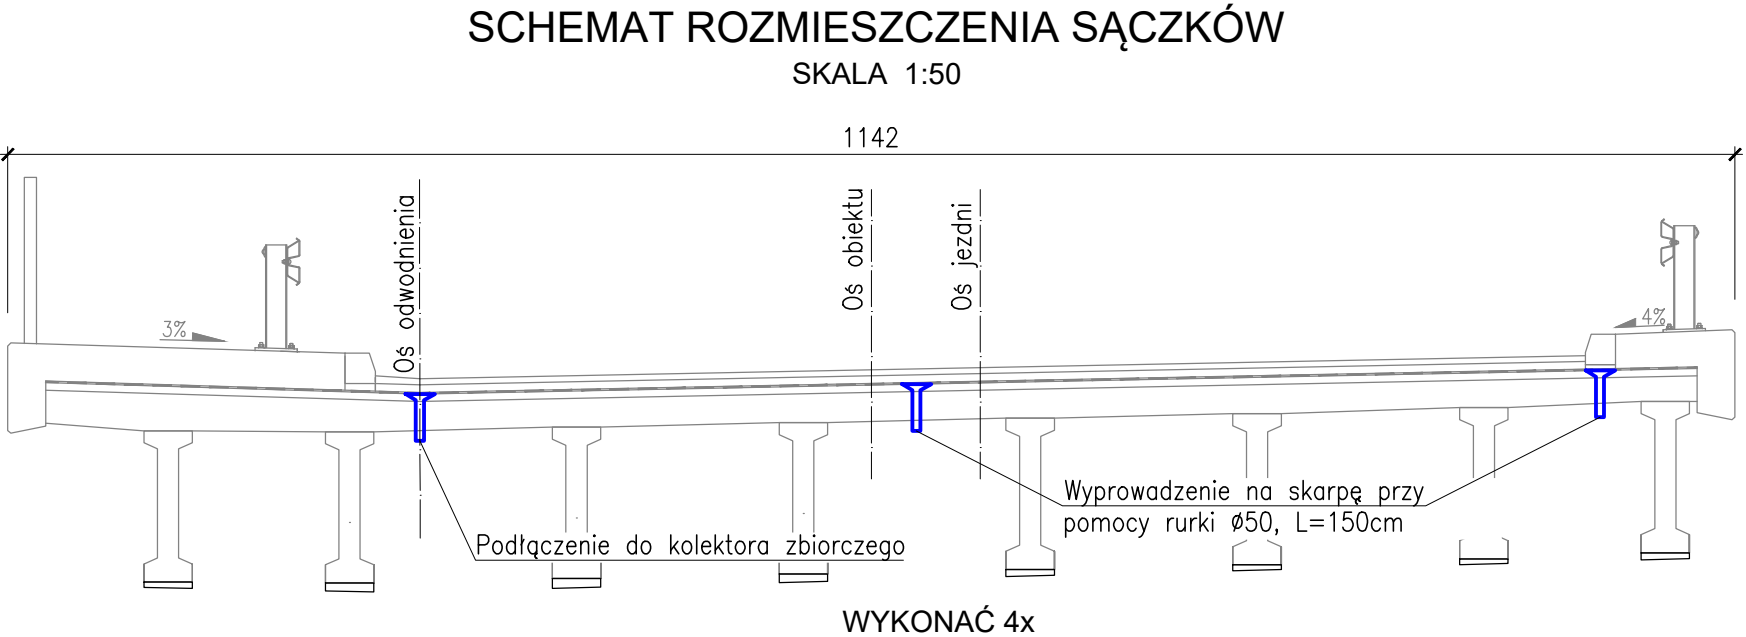 SCHEMAT ROZMIESZCZENIA SĄCZKÓW
SKALA 1:50
1142
Oś odwodnienia
Oś obiektu
Oś jezdni
3%
4%
Wyprowadzenie na skarpę przy
pomocy rurki ø50, L=150cm
Podłączenie do kolektora zbiorczego
WYKONAĆ 4x